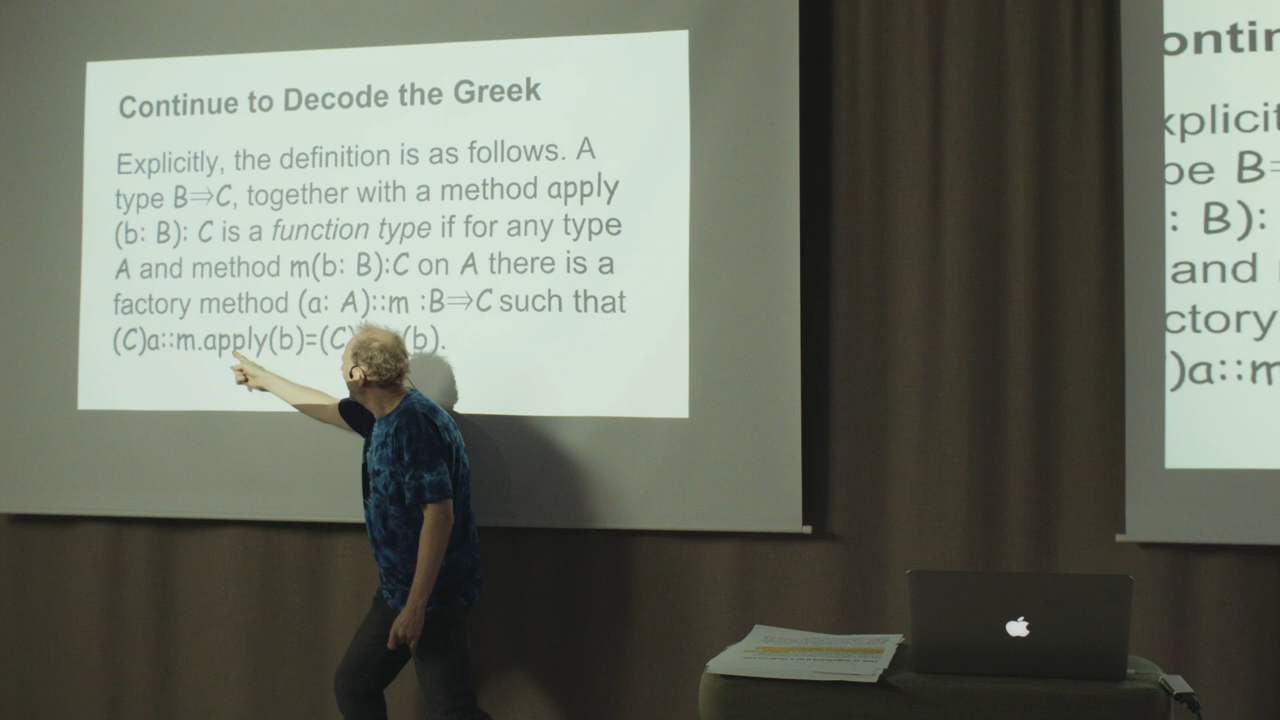 Continue to Decode the Greek
Explicitly, the definition is as follows. A
type B⇒C, together with a method apply
(b: B): C is a function type if for any type
A and method m(b: B):C on A there is a
factory method (a: A)::m :B⇒C such that
(C)a::m.apply(b)=(C) (b).
ontin
xplicit
pe B=
: B):
and
ctory
)a::m